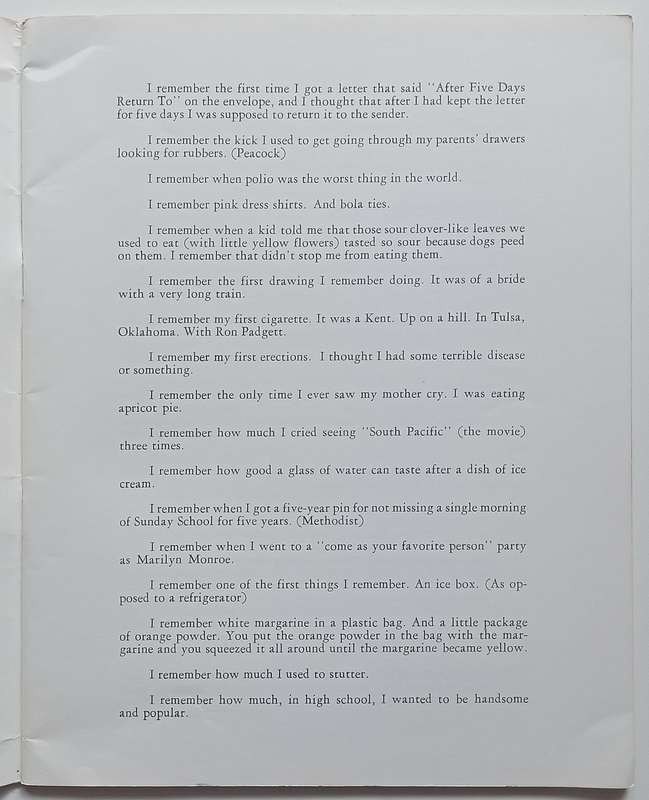 I remember the first time I got a letter that said "After Five Days
Return To" on the envelope, and I thought that after I had kept the letter
for five days I was supposed to return it to the sender.
I remember the kick I used to get going through my parents' drawers
looking for rubbers. (Peacock)
I remember when polio was the worst thing in the world.
I remember pink dress shirts. And bola ties.
I remember when a kid told me that those sour clover-like leaves we
used to eat (with little yellow flowers) tasted so sour because dogs peed
on them. I remember that didn't stop me from eating them.
I remember the first drawing I remember doing. It was of a bride
with a very long train.
I remember my first cigarette. It was a Kent. Up on a hill. In Tulsa,
Oklahoma. With Ron Padgett.
I remember my first erections. I thought I had some terrible disease
or something.
I remember the only time I ever saw my mother cry. I was eating
apricot pie.
I remember how much I cried seeing "South Pacific" (the movie)
three times.
I remember how good a glass of water can taste after a dish of ice
cream.
I remember when I got a five-year pin for not missing a single morning
of Sunday School for five years. (Methodist)
I remember when I went to a "come as your favorite person" party
as Marilyn Monroe.
I remember one of the first things I remember. An ice box. (As op-
posed to a refrigerator)
I remember white margarine in a plastic bag. And a little package
of orange powder. You put the orange powder in the bag with the mar-
garine and you squeezed it all around until the margarine became yellow.
I remember how much I used to stutter.
I remember how much, in high school, I wanted to be handsome
and popular.